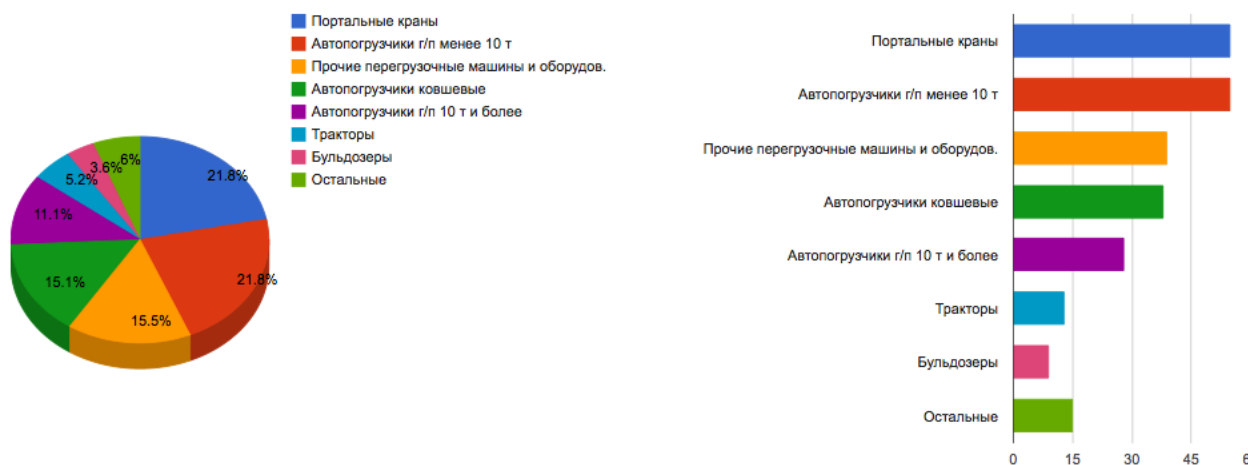 Портальные краны
Автопогрузчики г/п менее 10 т
Прочие перегрузочные машины и оборудов.
Автопогрузчики ковшевые
Автопогрузчики г/п 10 т и более
Тракторы
Бульдозеры
Остальные
21.8%
21.8%
15.5%
15.1%
11.1%
5.2%
3.6%
6%
Портальные краны
Автопогрузчики г/п менее 10 т
Прочие перегрузочные машины и оборудов.
Автопогрузчики ковшевые
Автопогрузчики г/п 10 т и более
Тракторы
Бульдозеры
Остальные
0 15 30 45